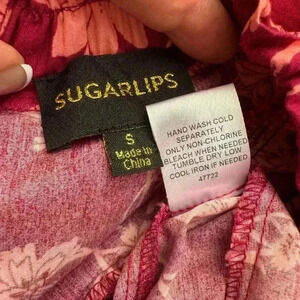 SUGARLIPS
S
Made in
China
HAND WASH COLD
SEPARATELY
ONLY NON-CHLORINE
BLEACH WHEN NEEDED
TUMBLE DRY LOW
COOL IRON IF NEEDED
47722